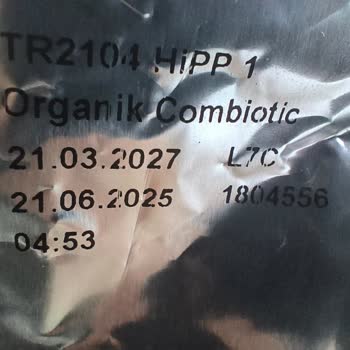 TR2104 HiPP 1
Organik Combiotic
21.03.2027 L7C
21.06.2025 1804556
04:53